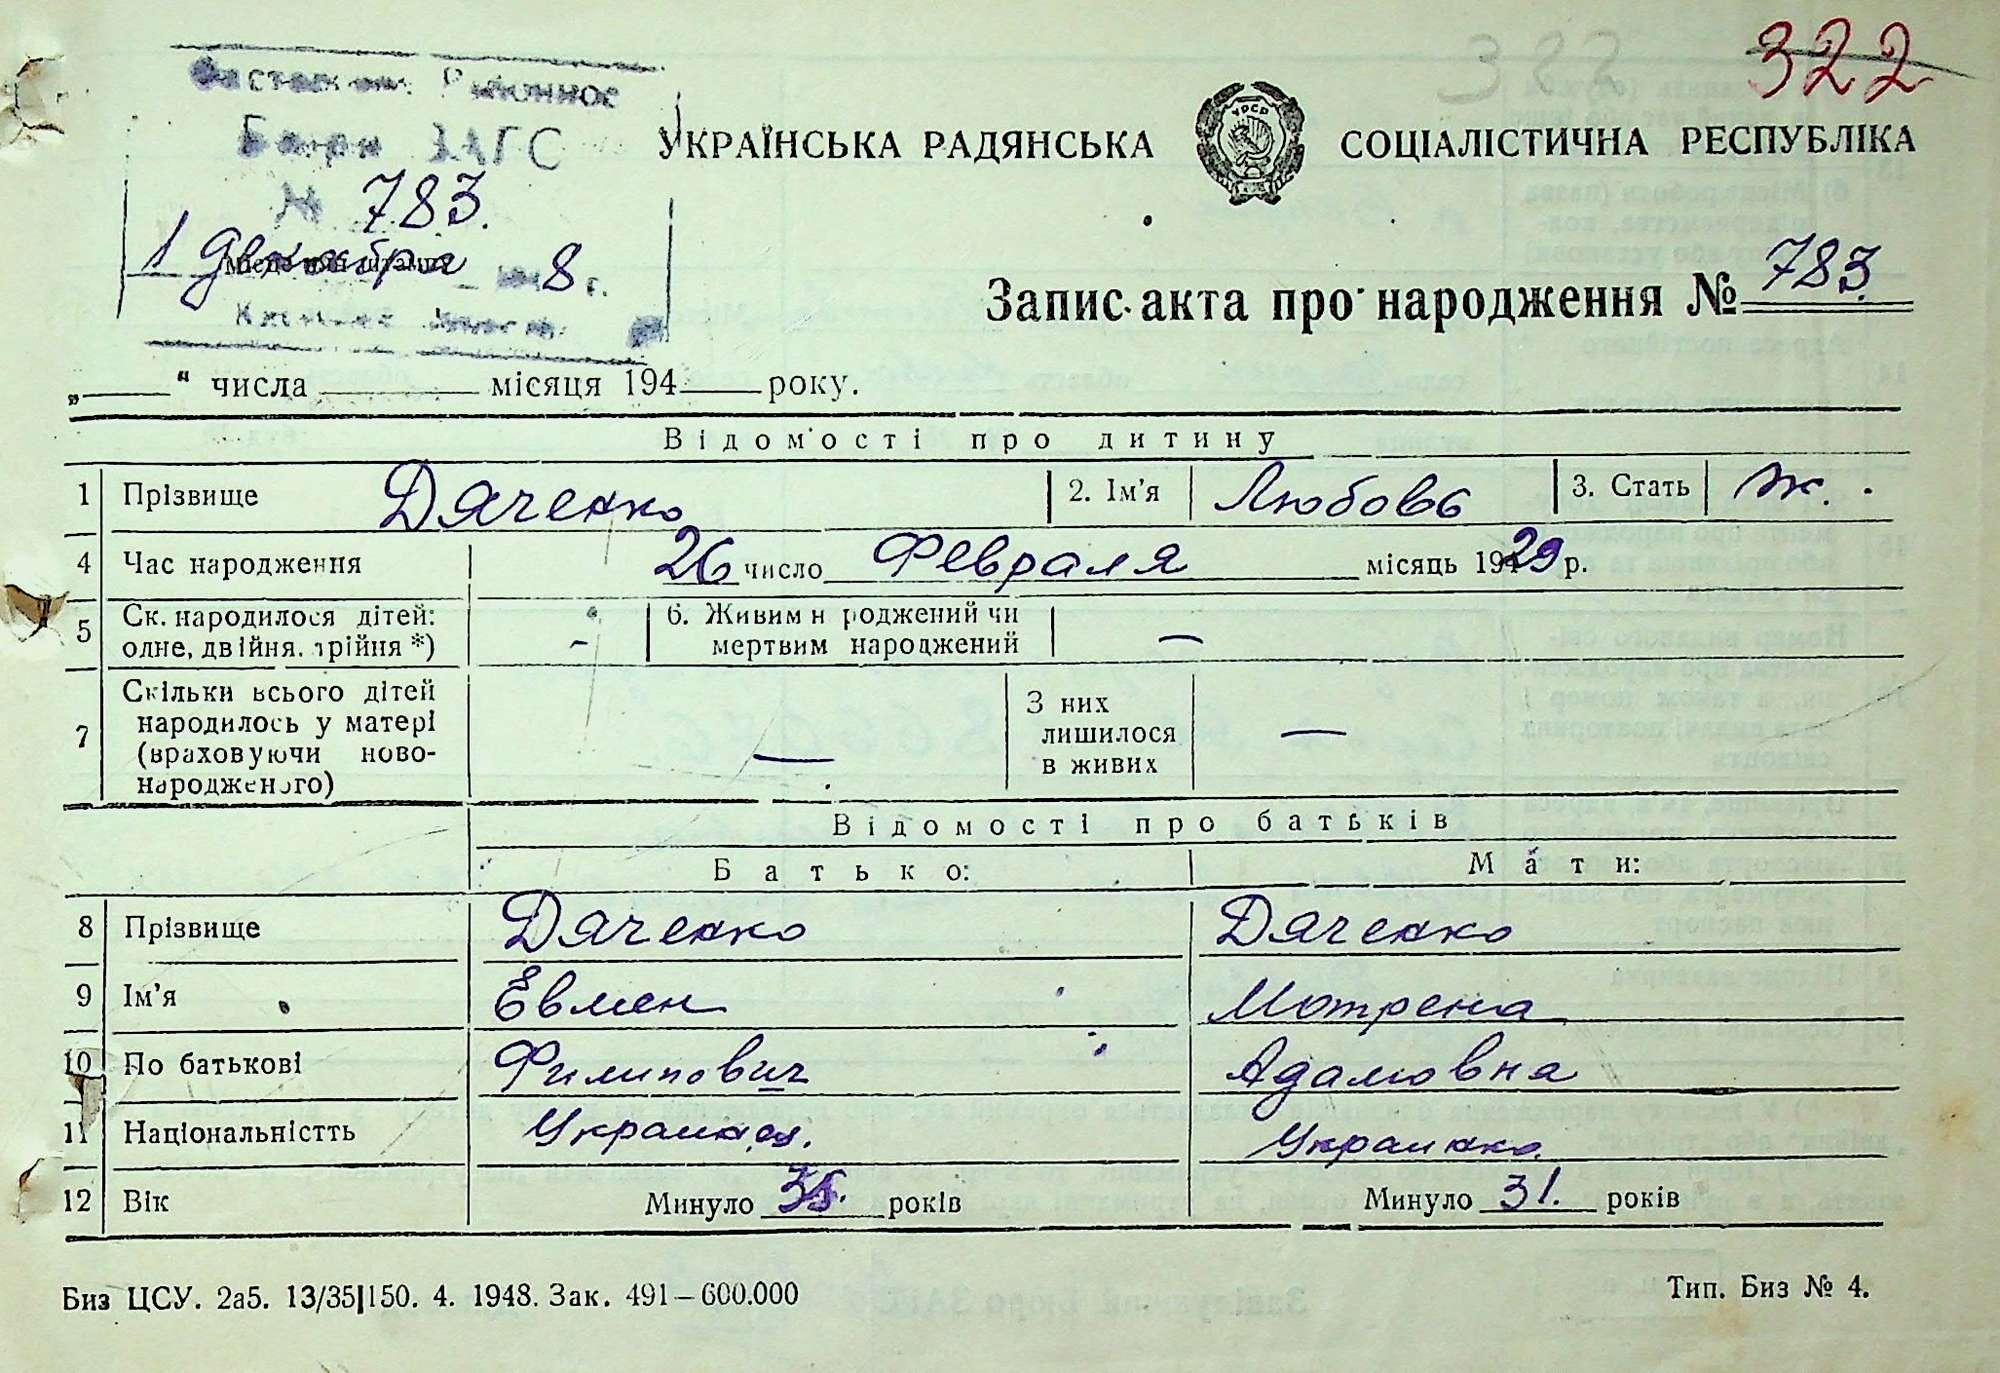 322
Районное
Бюро ЗАГС
№ 783.
1 Декабря 8 г.
УКРАЇНСЬКА РАДЯНСЬКА СОЦІАЛІСТИЧНА РЕСПУБЛІКА
УРСР
Запис акта про народження № 783.
„ “ числа місяця 194 року.
Відомості про дитину
1 Прізвище Дяченко 2. Ім'я Любовь 3. Стать ж.
4 Час народження 26 число Февраля місяць 1929 р.
5 Ск. народилося дітей: одне, двійня, трійня *) – 6. Живим народжений чи мертвим народжений —
7 Скільки всього дітей народилось у матері (враховуючи новонародженого) — З них лишилося в живих —
Відомості про батьків
Батько: Мати:
8 Прізвище Дяченко Дяченко
9 Ім'я Евмен Мотрена
10 По батькові Филипович Адамовна
11 Національністть Украинец. Украинка.
12 Вік Минуло років Минуло 31. років
Биз ЦСУ. 2а5. 13/35|150. 4. 1948. Зак. 491–600.000 Тип. Биз № 4.